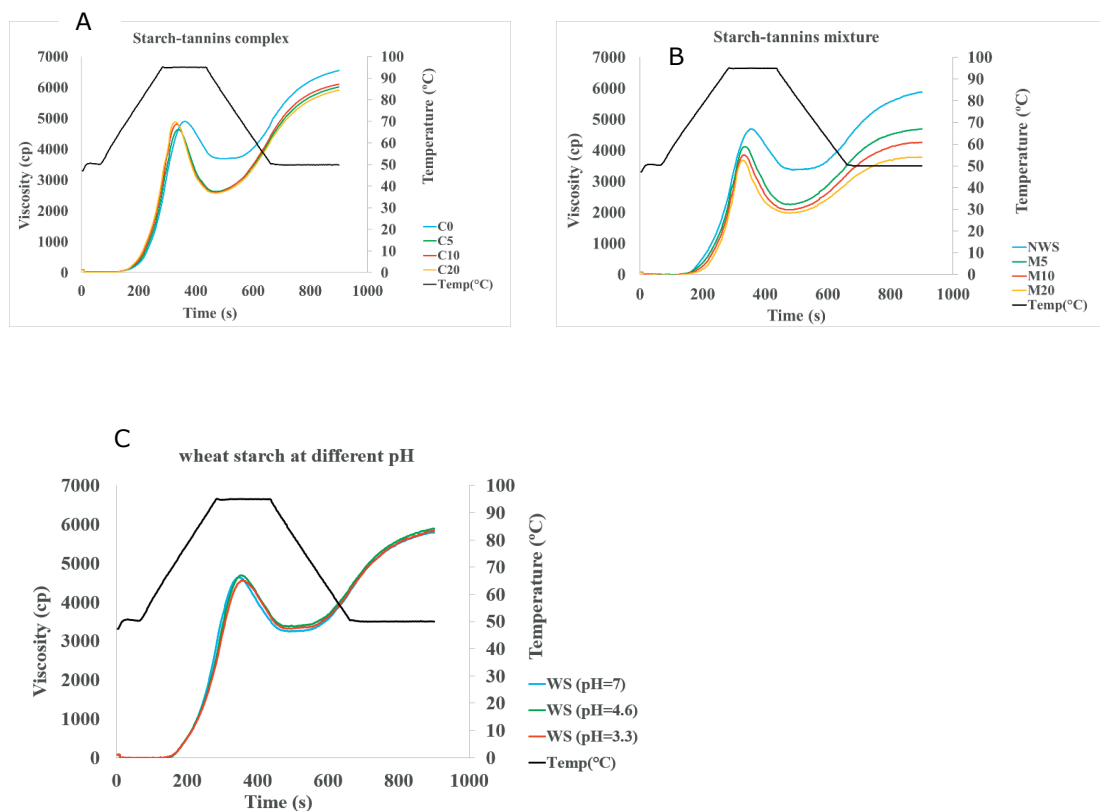 A
Starch-tannins complex
7000
6000
5000
4000
3000
2000
1000
0
100
90
80
70
60
50
40
30
20
10
0
0
200
400
600
800
1000
Viscosity (cp)
Temperature (ºC)
Time (s)
C0
C5
C10
C20
Temp(°C)
B
Starch-tannins mixture
7000
6000
5000
4000
3000
2000
1000
0
100
90
80
70
60
50
40
30
20
10
0
0
200
400
600
800
1000
Viscosity (cp)
Temperature (ºC)
Time (s)
NWS
M5
M10
M20
Temp(°C)
C
wheat starch at different pH
7000
6000
5000
4000
3000
2000
1000
0
100
90
80
70
60
50
40
30
20
10
0
0
200
400
600
800
1000
Viscosity (cp)
Temperature (ºC)
Time (s)
WS (pH=7)
WS (pH=4.6)
WS (pH=3.3)
Temp(°C)